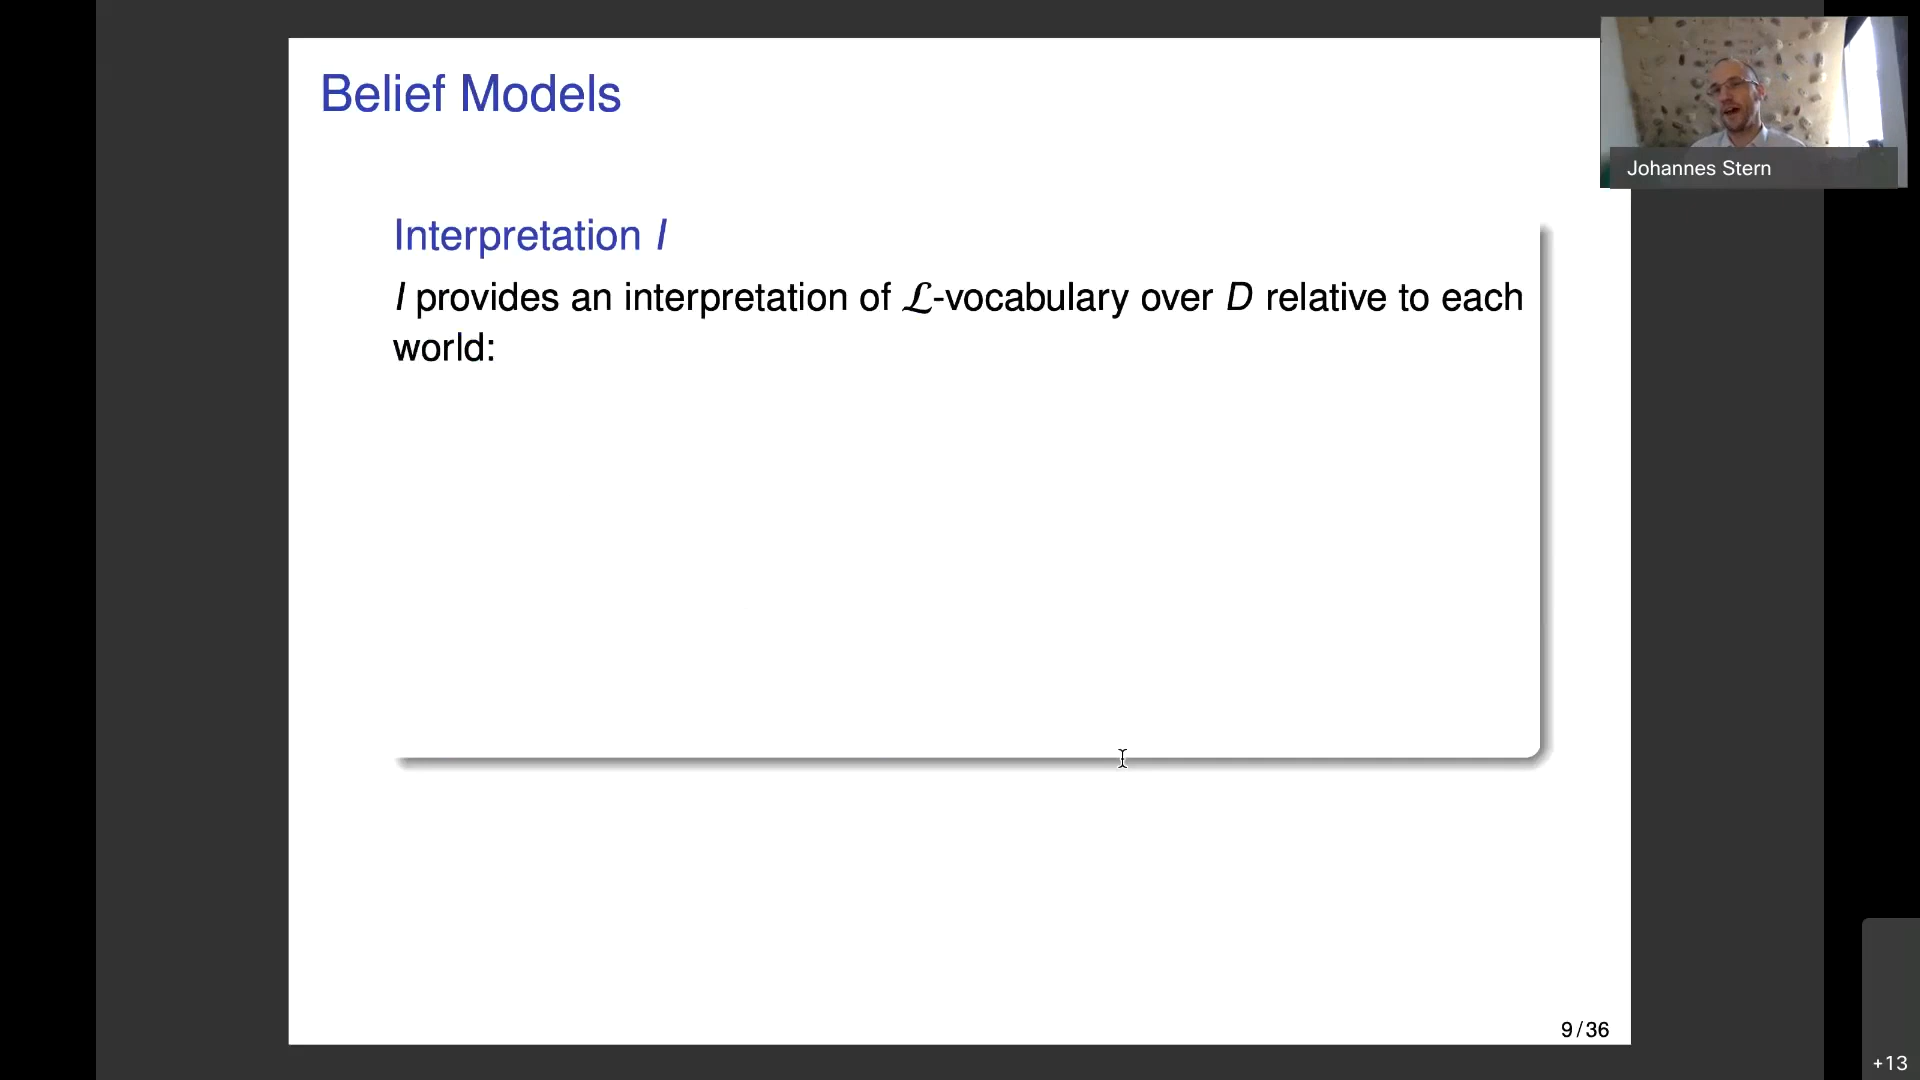 Belief Models
Johannes Stern
Interpretation I
I provides an interpretation of ℒ-vocabulary over D relative to each
world:
9/36
+13